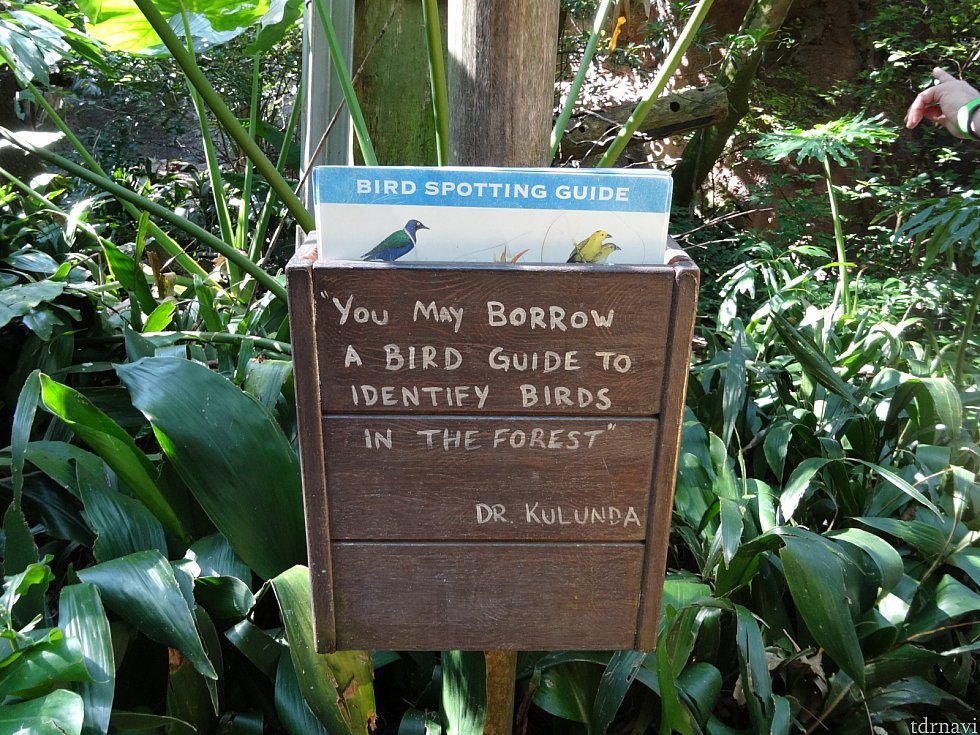 BIRD SPOTTING GUIDE
"YOU MAY BORROW
A BIRD GUIDE TO
IDENTIFY BIRDS
IN THE FOREST"
DR. KULUNDA
tdrnavi